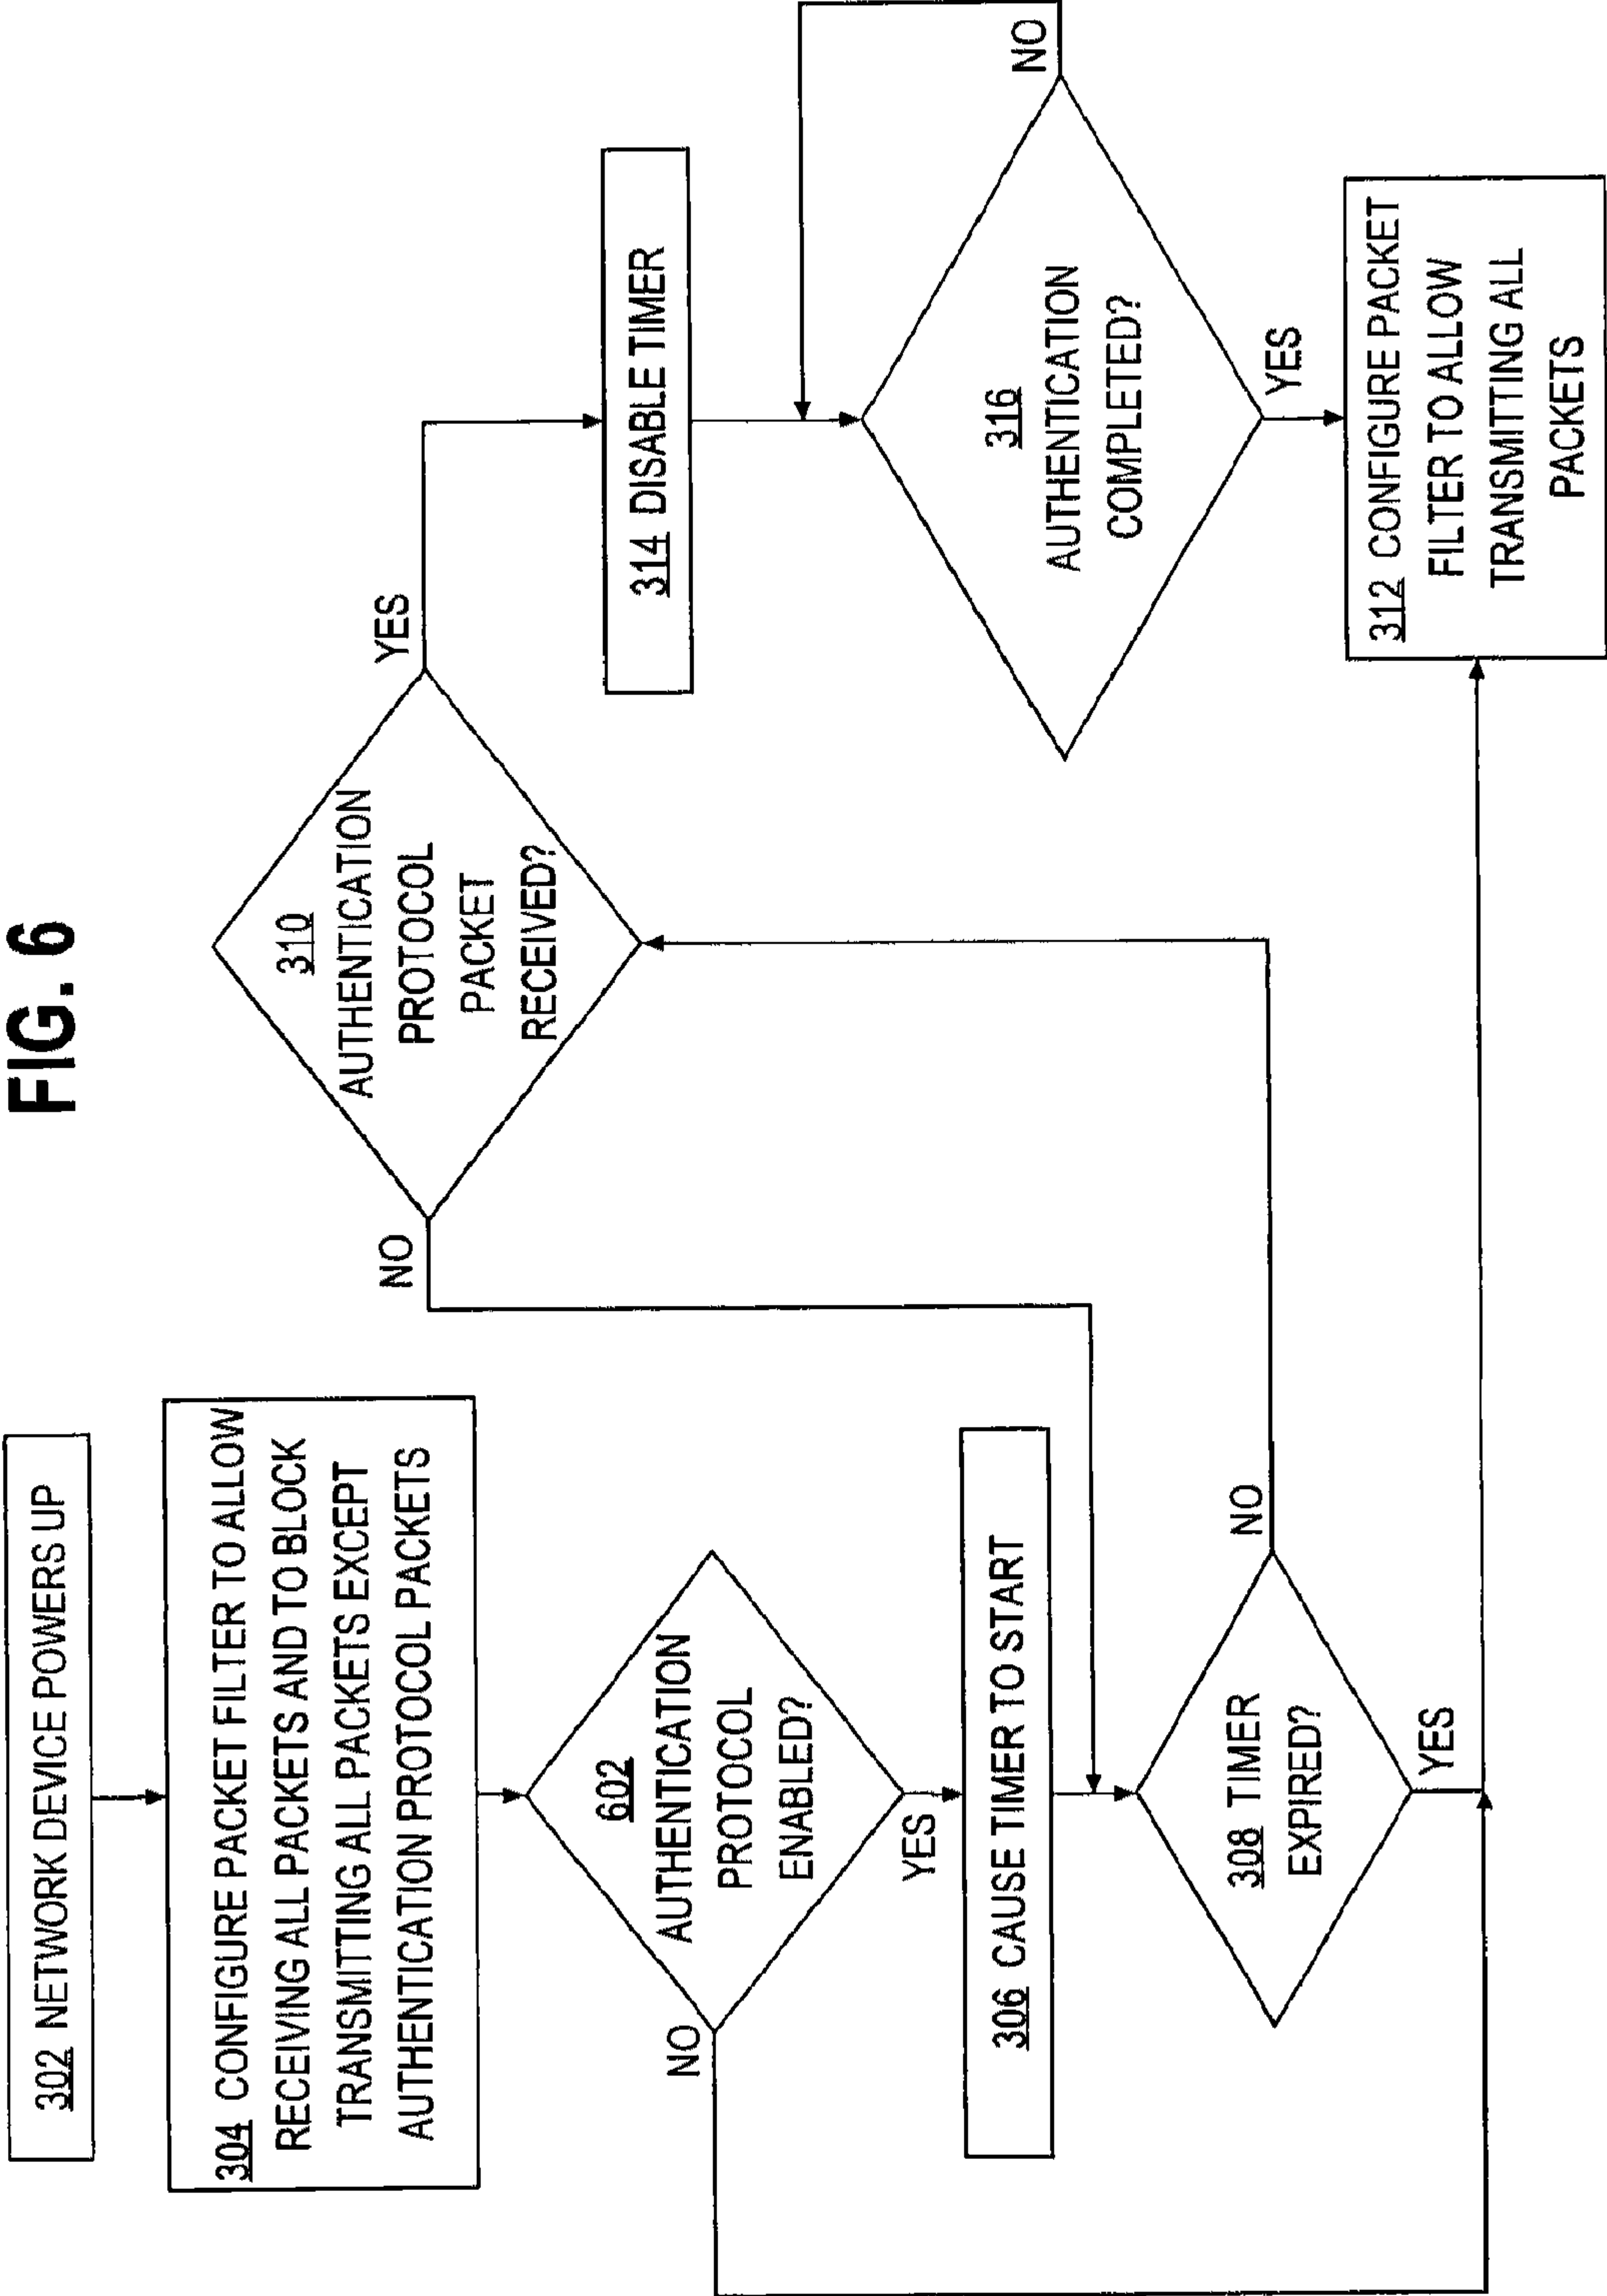 FIG. 6
302 NETWORK DEVICE POWERS UP
304 CONFIGURE PACKET FILTER TO ALLOW
RECEIVING ALL PACKETS AND TO BLOCK
TRANSMITTING ALL PACKETS EXCEPT
AUTHENTICATION PROTOCOL PACKETS
602
AUTHENTICATION
PROTOCOL
ENABLED?
NO
YES
306 CAUSE TIMER TO START
308 TIMER
EXPIRED?
NO
YES
310
AUTHENTICATION
PROTOCOL
PACKET
RECEIVED?
NO
YES
314 DISABLE TIMER
316
AUTHENTICATION
COMPLETED?
NO
YES
312 CONFIGURE PACKET
FILTER TO ALLOW
TRANSMITTING ALL
PACKETS